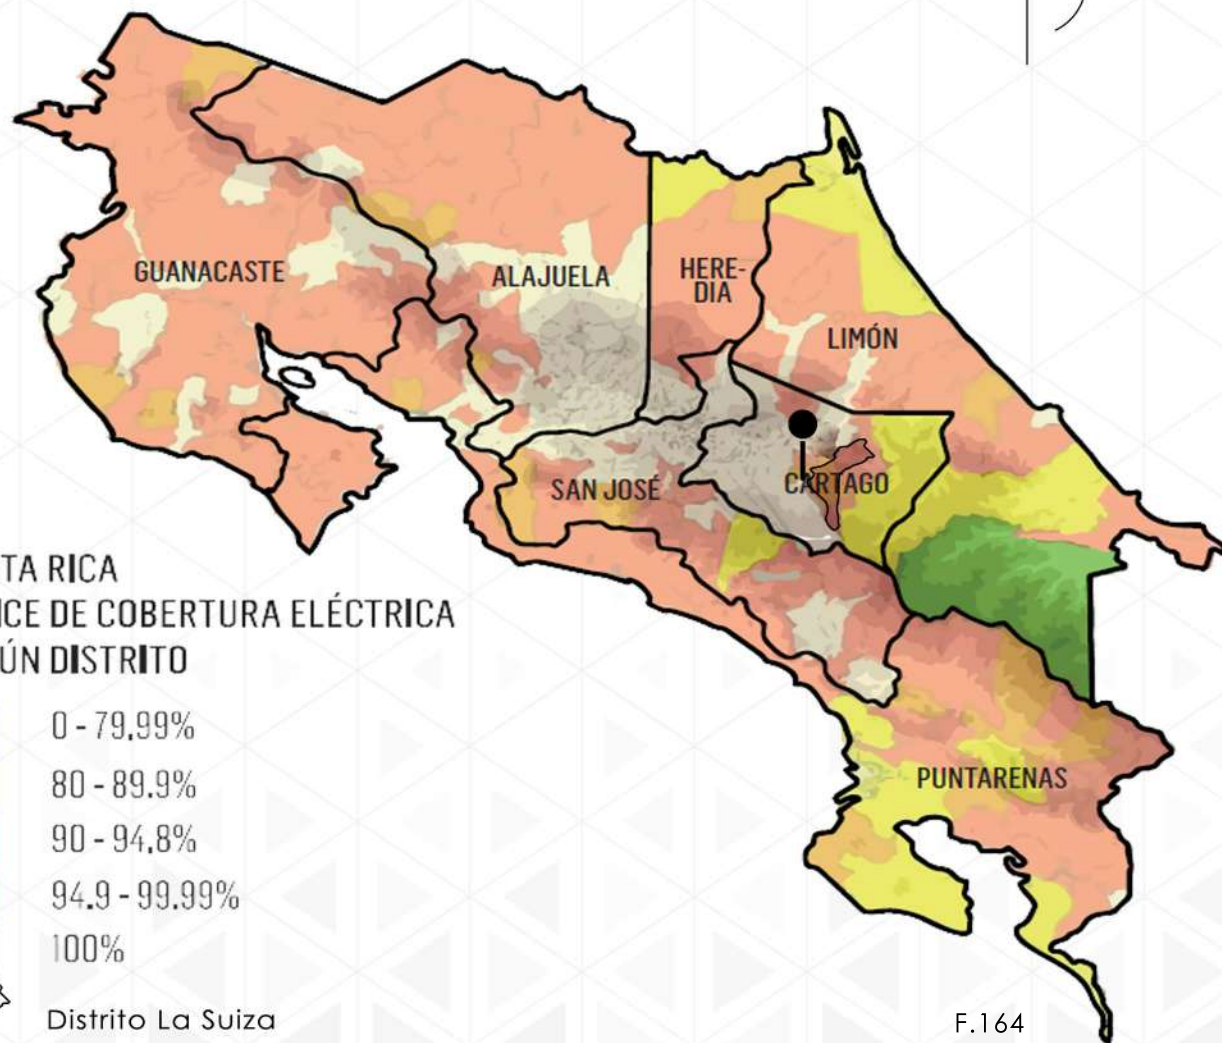 GUANACASTE
ALAJUELA
HERE-
DIA
LIMÓN
SAN JOSÉ
CARTAGO
PUNTARENAS
TA RICA
ICE DE COBERTURA ELÉCTRICA
ÚN DISTRITO
0 - 79,99%
80 - 89.9%
90 - 94,8%
94.9 - 99.99%
100%
Distrito La Suiza
F.164